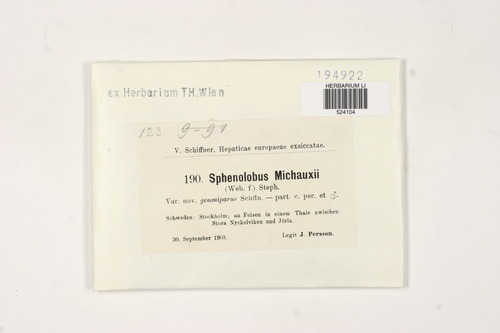 194922
ex Herbarium TH.Wien
HERBARIUM LI
524104
123 9-91
V. Schiffner, Hepaticae europaeae exsiccatae.
190. Sphenolobus Michauxii
(Web. f.) Steph.
Var. nov. gemmiparus Schffn. — part. c. per. et ♂.
Schweden: Stockholm; an Felsen in einem Thale zwischen
Stora Nyckelviken und Järla.
30. September 1903. Legit J. Persson.